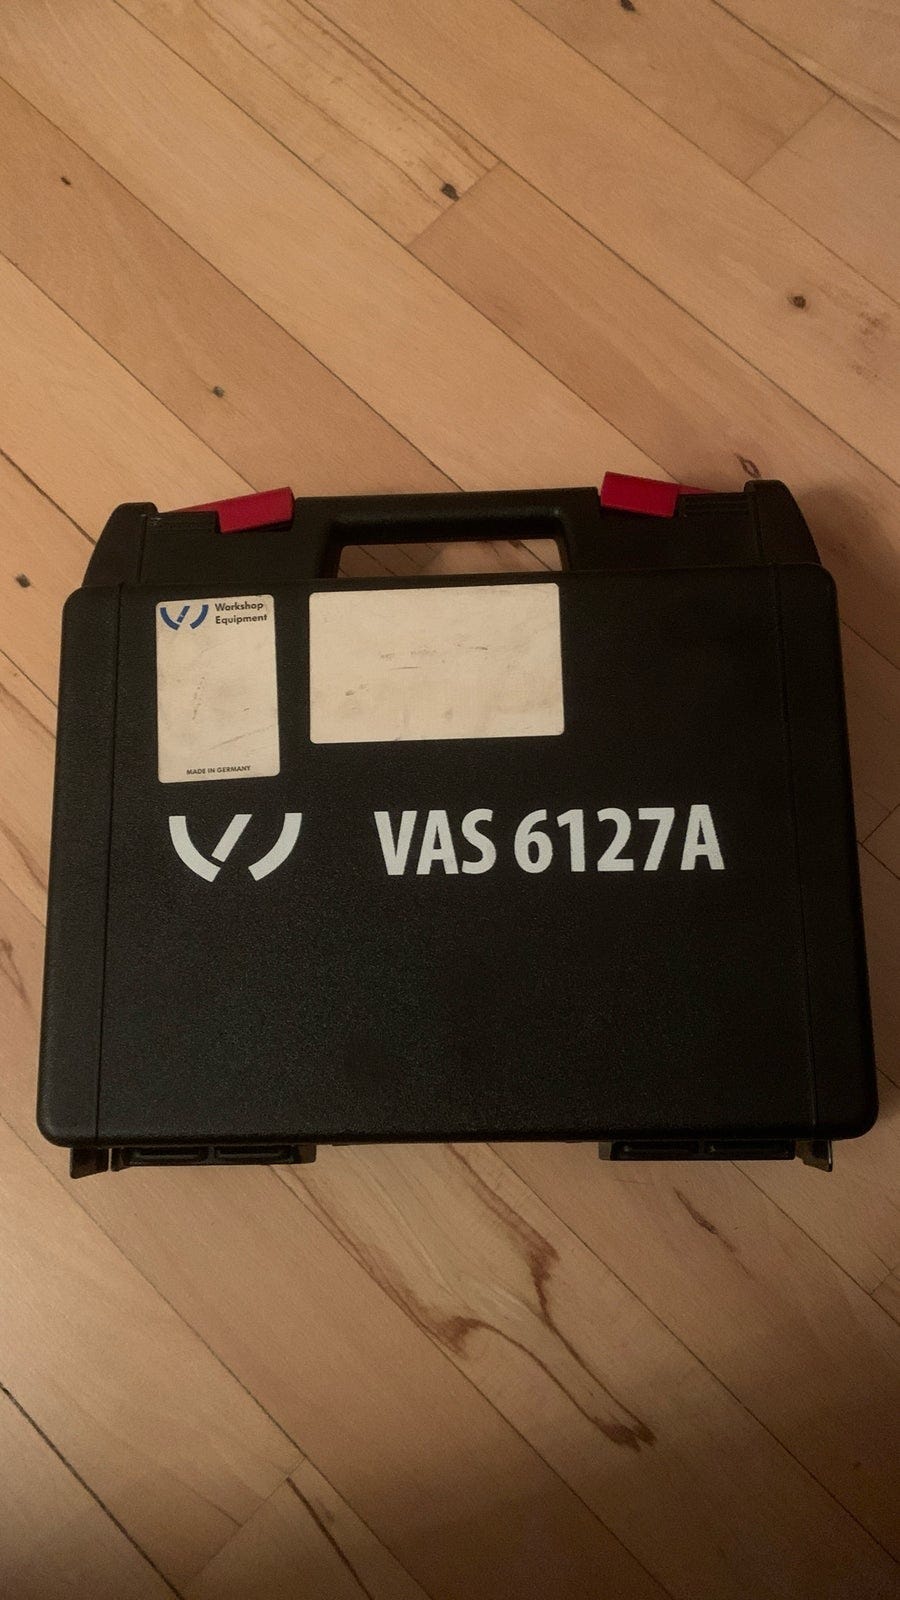 Workshop
Equipment
MADE IN GERMANY
VAS 6127A